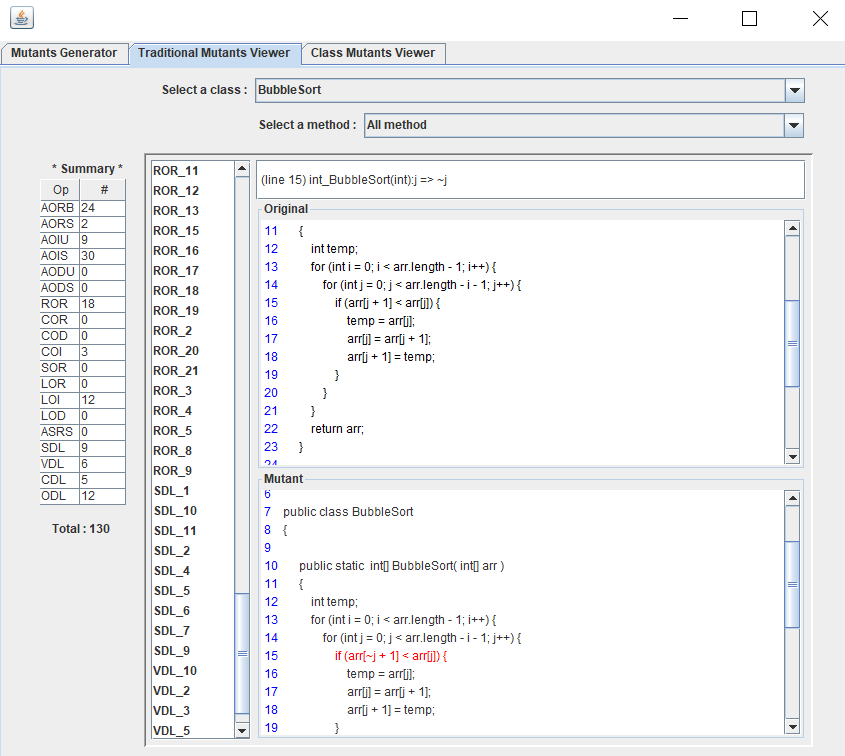 Mutants Generator Traditional Mutants Viewer Class Mutants Viewer
Select a class : BubbleSort
Select a method : All method
* Summary *
Op #
AORB 24
AORS 2
AOIU 9
AOIS 30
AODU 0
AODS 0
ROR 18
COR 0
COD 0
COI 3
SOR 0
LOR 0
LOI 12
LOD 0
ASRS 0
SDL 9
VDL 6
CDL 5
ODL 12
Total : 130
ROR_11
ROR_12
ROR_13
ROR_15
ROR_16
ROR_17
ROR_18
ROR_19
ROR_2
ROR_20
ROR_21
ROR_3
ROR_4
ROR_5
ROR_8
ROR_9
SDL_1
SDL_10
SDL_11
SDL_2
SDL_4
SDL_5
SDL_6
SDL_7
SDL_9
VDL_10
VDL_2
VDL_3
VDL_5
(line 15) int_BubbleSort(int):j => ~j
Original
11 {
12 int temp;
13 for (int i = 0; i < arr.length - 1; i++) {
14 for (int j = 0; j < arr.length - i - 1; j++) {
15 if (arr[j + 1] < arr[j]) {
16 temp = arr[j];
17 arr[j] = arr[j + 1];
18 arr[j + 1] = temp;
19 }
20 }
21 }
22 return arr;
23 }
24
Mutant
6
7 public class BubbleSort
8 {
9
10 public static int[] BubbleSort( int[] arr )
11 {
12 int temp;
13 for (int i = 0; i < arr.length - 1; i++) {
14 for (int j = 0; j < arr.length - i - 1; j++) {
15 if (arr[~j + 1] < arr[j]) {
16 temp = arr[j];
17 arr[j] = arr[j + 1];
18 arr[j + 1] = temp;
19 }